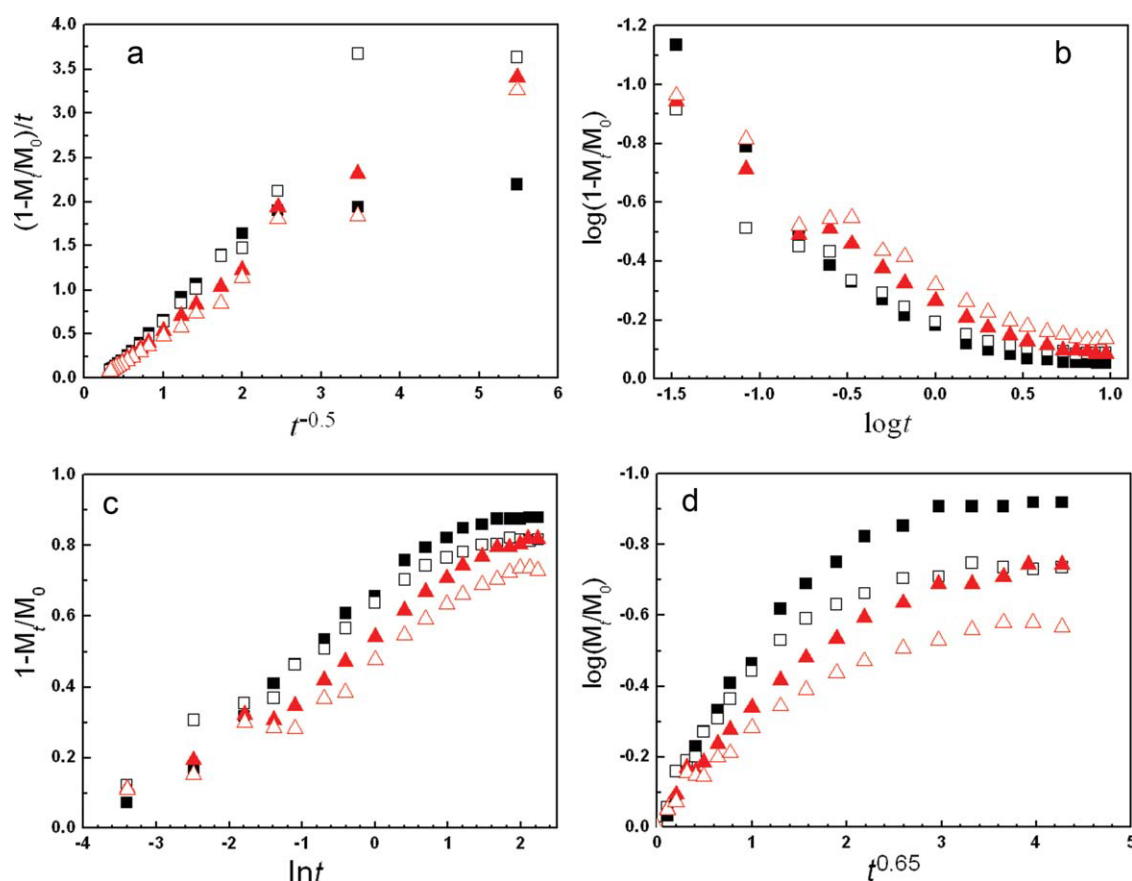 a
4.0
3.5
3.0
2.5
2.0
1.5
1.0
0.5
0.0
(1-Mₜ/M₀)/t
0 1 2 3 4 5 6
t⁻⁰·⁵
b
-1.2
-1.0
-0.8
-0.6
-0.4
-0.2
0.0
log(1-Mₜ/M₀)
-1.5 -1.0 -0.5 0.0 0.5 1.0
logt
c
1.0
0.8
0.6
0.4
0.2
0.0
1-Mₜ/M₀
-4 -3 -2 -1 0 1 2
lnt
d
-1.0
-0.8
-0.6
-0.4
-0.2
-0.0
log(Mₜ/M₀)
0 1 2 3 4 5
t⁰·⁶⁵